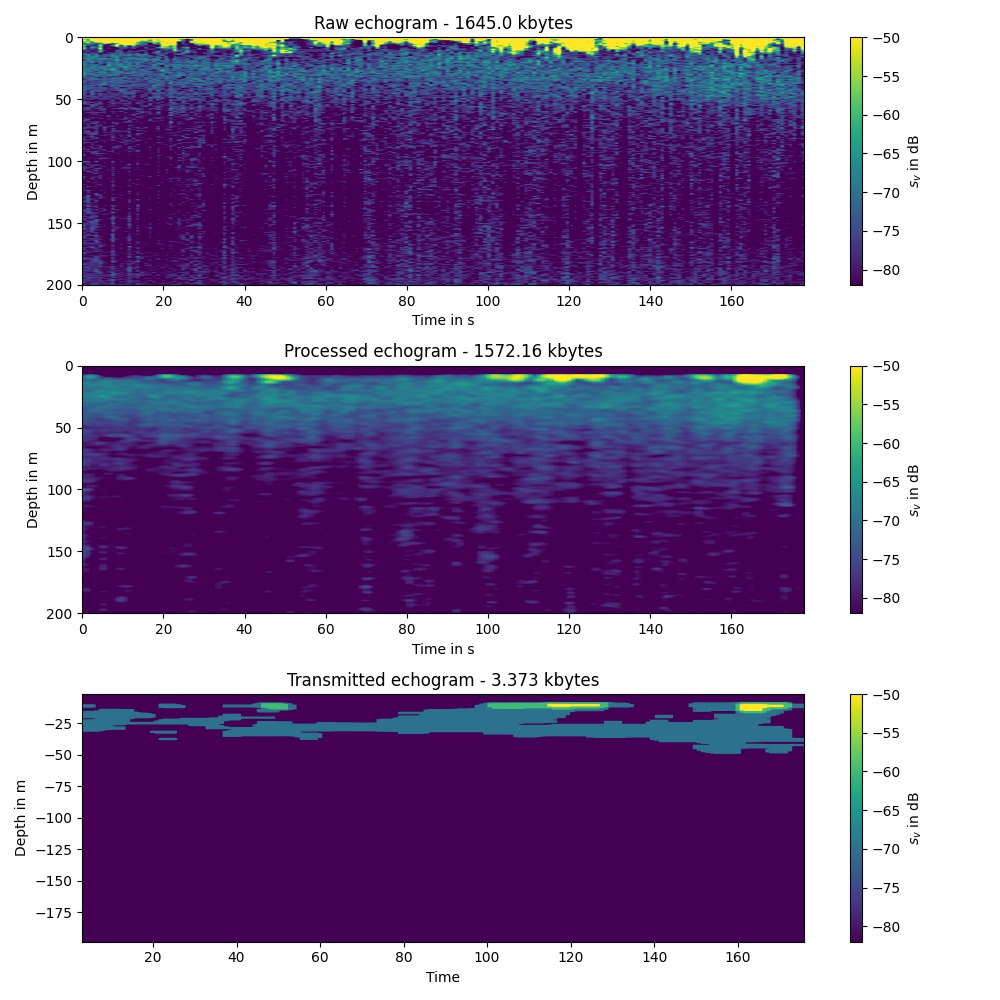 Raw echogram - 1645.0 kbytes
0
50
100
150
200
Depth in m
0 20 40 60 80 100 120 140 160
Time in s
−50
−55
−60
−65
−70
−75
−80
s_v in dB
Processed echogram - 1572.16 kbytes
0
50
100
150
200
Depth in m
0 20 40 60 80 100 120 140 160
Time in s
−50
−55
−60
−65
−70
−75
−80
s_v in dB
Transmitted echogram - 3.373 kbytes
−25
−50
−75
−100
−125
−150
−175
Depth in m
20 40 60 80 100 120 140 160
Time
−50
−55
−60
−65
−70
−75
−80
s_v in dB